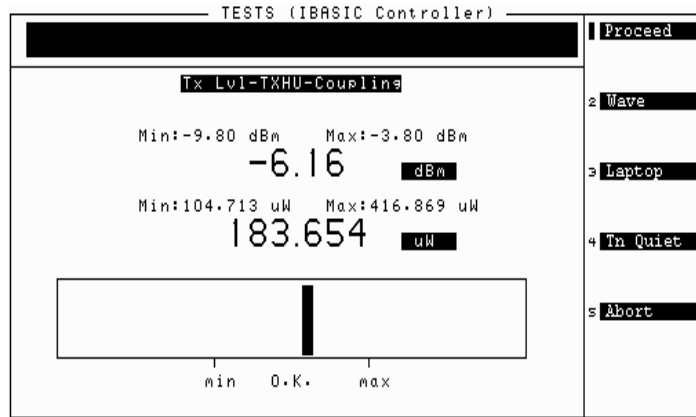 TESTS (IBASIC Controller)
1 Proceed
Tx Lvl-TXHU-Coupling
2 Wave
Min:-9.80 dBm Max:-3.80 dBm
-6.16 dBm
3 Laptop
Min:104.713 uW Max:416.869 uW
183.654 uW
4 Tn Quiet
5 Abort
min O.K. max